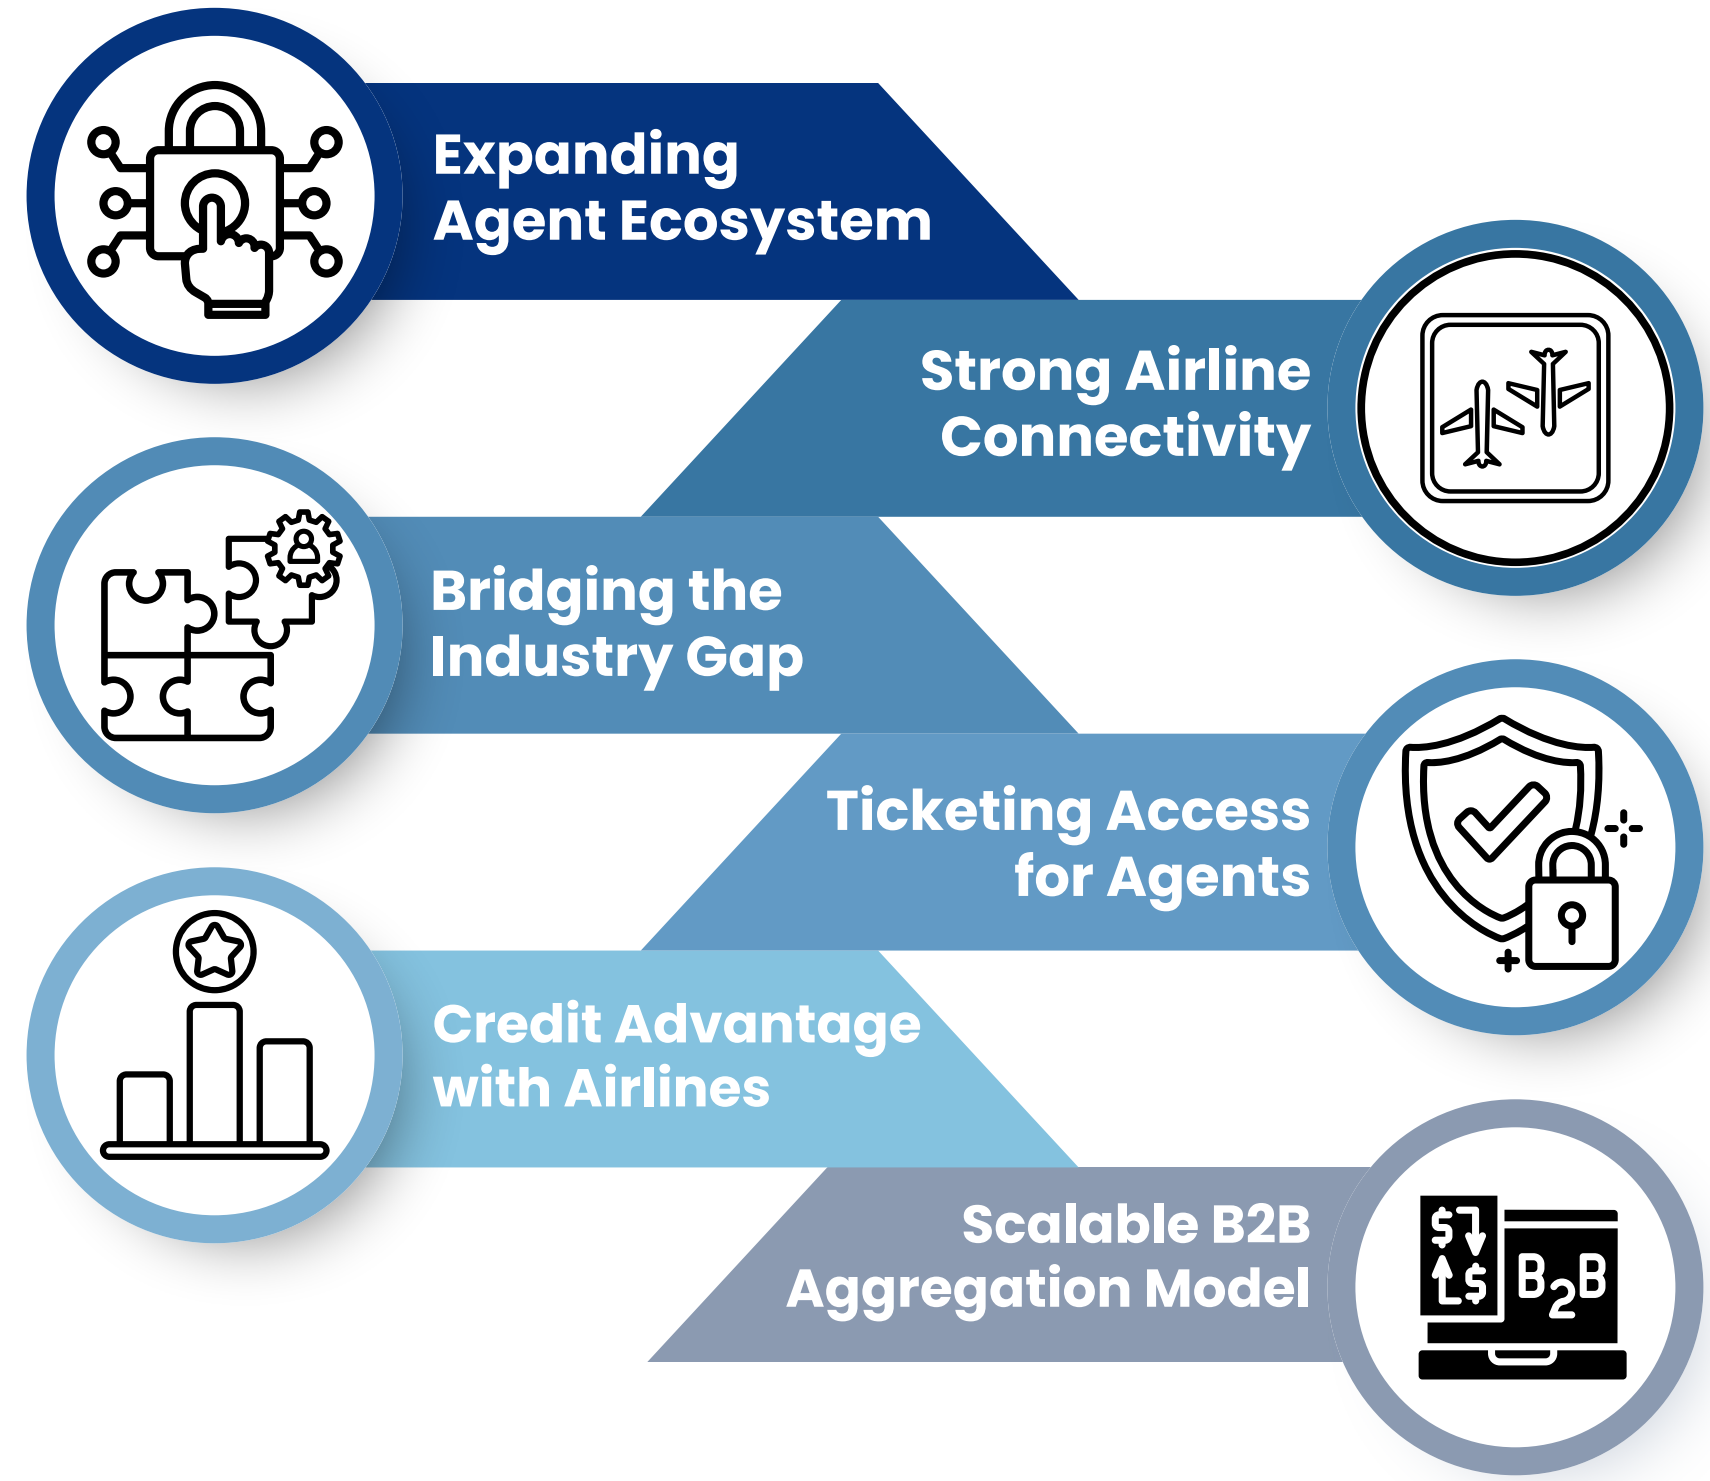 Expanding
Agent Ecosystem
Strong Airline
Connectivity
Bridging the
Industry Gap
Ticketing Access
for Agents
Credit Advantage
with Airlines
Scalable B2B
Aggregation Model
$
$
B2B